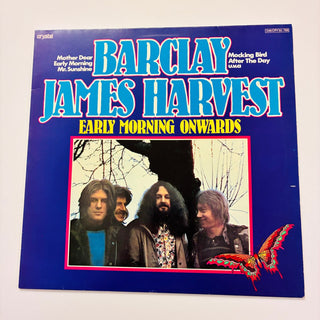 crystal
BARCLAY
JAMES HARVEST
Mother Dear
Early Morning
Mr. Sunshine
Mocking Bird
After The Day
u.v.a.
EARLY MORNING ONWARDS